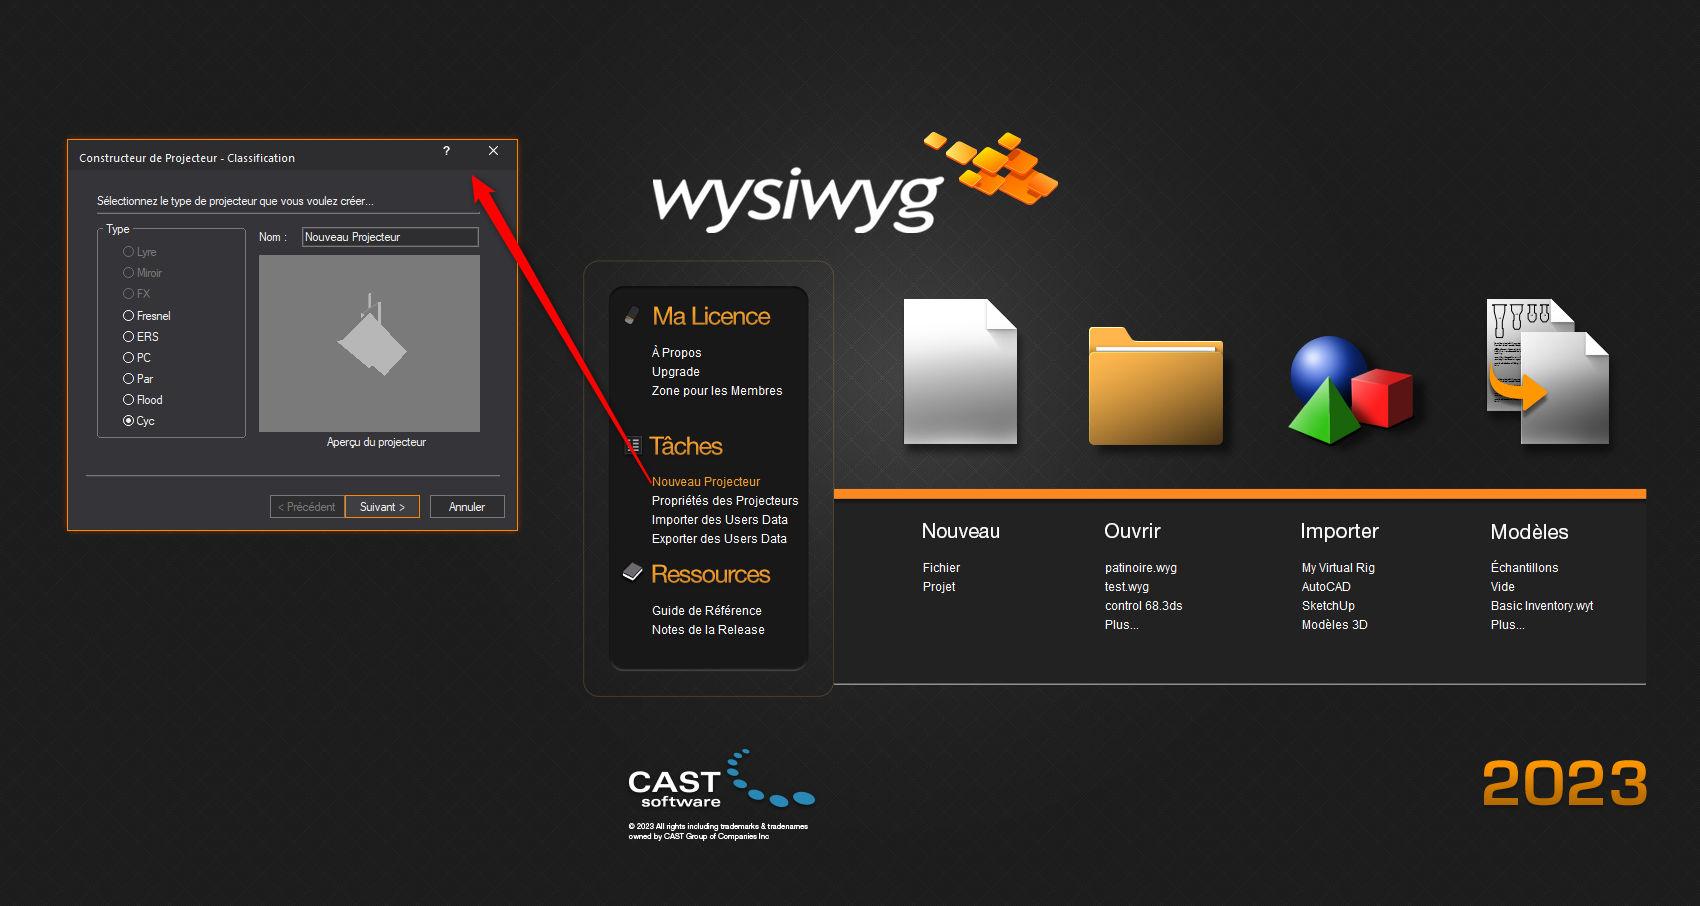 Constructeur de Projecteur - Classification
?
Sélectionnez le type de projecteur que vous voulez créer...
Type
Lyre
Miroir
FX
Fresnel
ERS
PC
Par
Flood
Cyc
Nom :
Nouveau Projecteur
Aperçu du projecteur
< Précédent
Suivant >
Annuler
wysiwyg
Ma Licence
À Propos
Upgrade
Zone pour les Membres
Tâches
Nouveau Projecteur
Propriétés des Projecteurs
Importer des Users Data
Exporter des Users Data
Ressources
Guide de Référence
Notes de la Release
Nouveau
Fichier
Projet
Ouvrir
patinoire.wyg
test.wyg
control 68.3ds
Plus...
Importer
My Virtual Rig
AutoCAD
SketchUp
Modèles 3D
Modèles
Échantillons
Vide
Basic Inventory.wyt
Plus...
CAST
software
© 2023 All rights including trademarks & tradenames
owned by CAST Group of Companies Inc
2023